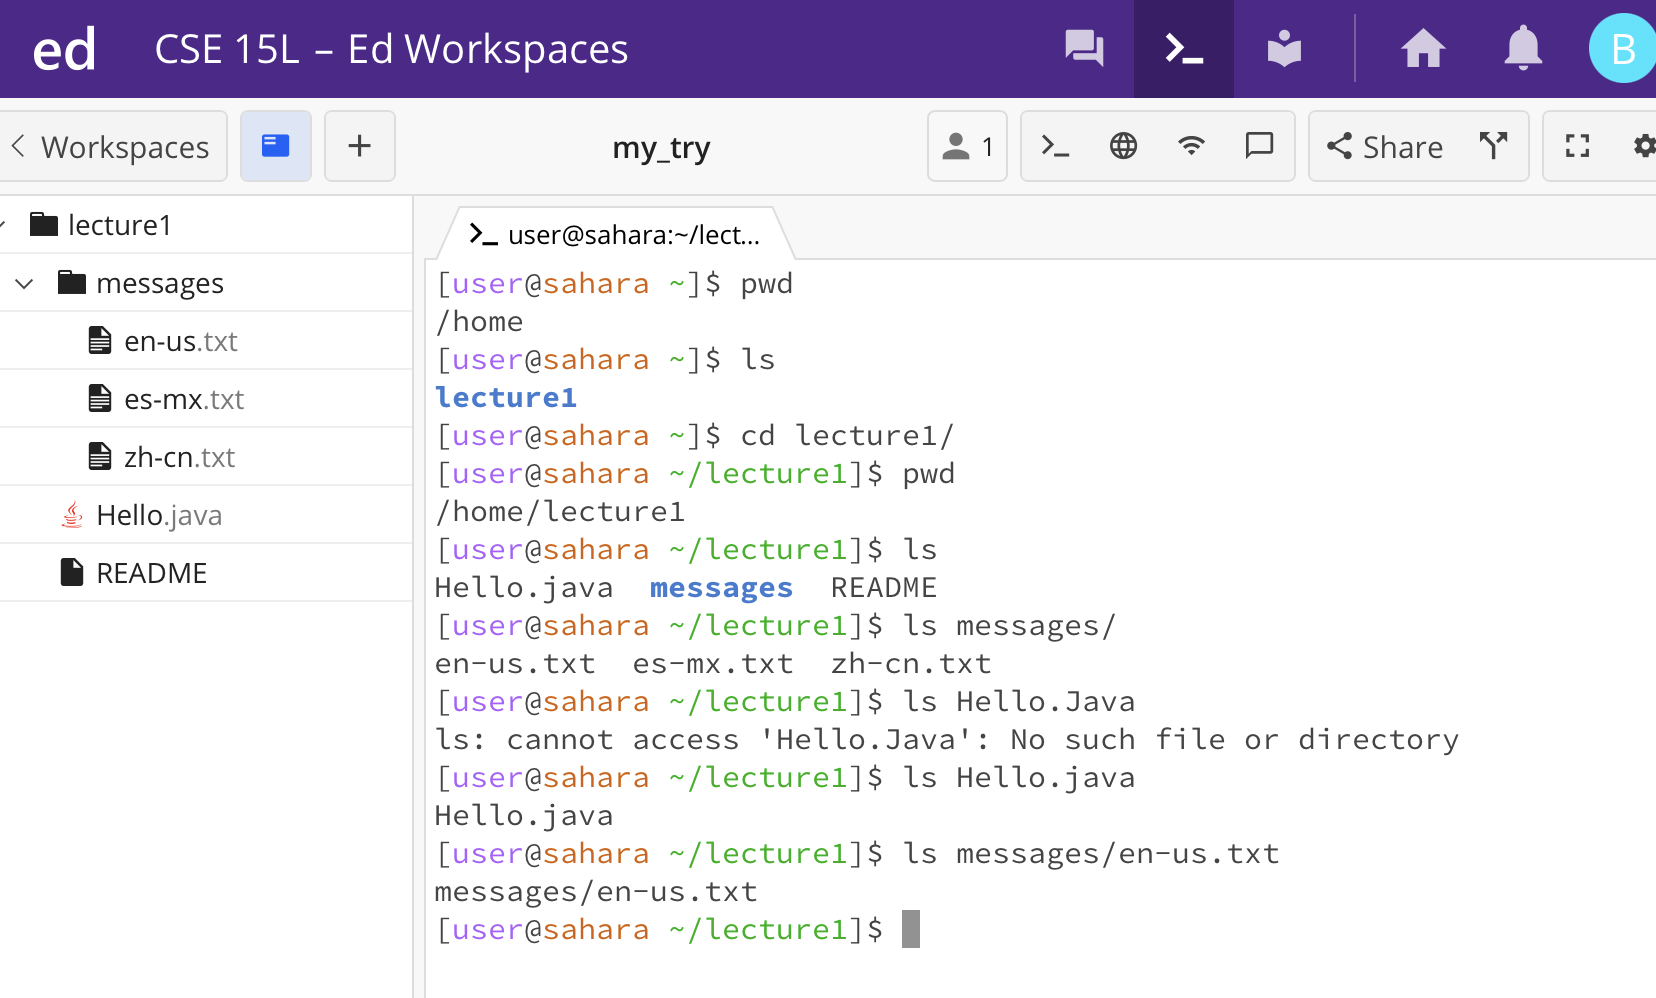 ed CSE 15L – Ed Workspaces B
Workspaces + my_try 1 Share
lecture1
messages
en-us.txt
es-mx.txt
zh-cn.txt
Hello.java
README
user@sahara:~/lect...
[user@sahara ~]$ pwd
/home
[user@sahara ~]$ ls
lecture1
[user@sahara ~]$ cd lecture1/
[user@sahara ~/lecture1]$ pwd
/home/lecture1
[user@sahara ~/lecture1]$ ls
Hello.java  messages  README
[user@sahara ~/lecture1]$ ls messages/
en-us.txt  es-mx.txt  zh-cn.txt
[user@sahara ~/lecture1]$ ls Hello.Java
ls: cannot access 'Hello.Java': No such file or directory
[user@sahara ~/lecture1]$ ls Hello.java
Hello.java
[user@sahara ~/lecture1]$ ls messages/en-us.txt
messages/en-us.txt
[user@sahara ~/lecture1]$